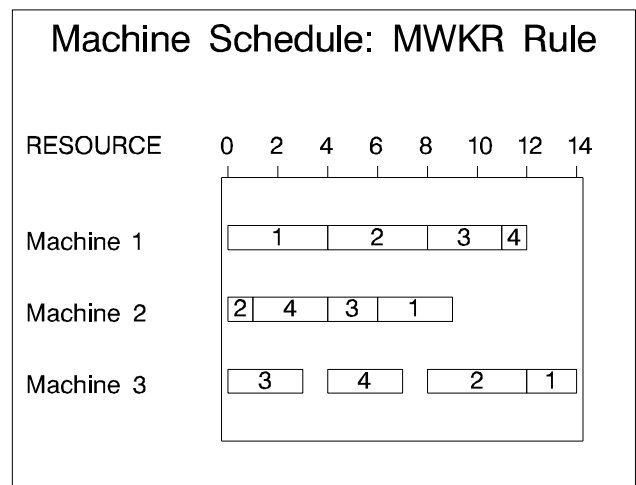 Machine Schedule: MWKR Rule
RESOURCE 0 2 4 6 8 10 12 14
Machine 1 1 2 3 4
Machine 2 2 4 3 1
Machine 3 3 4 2 1